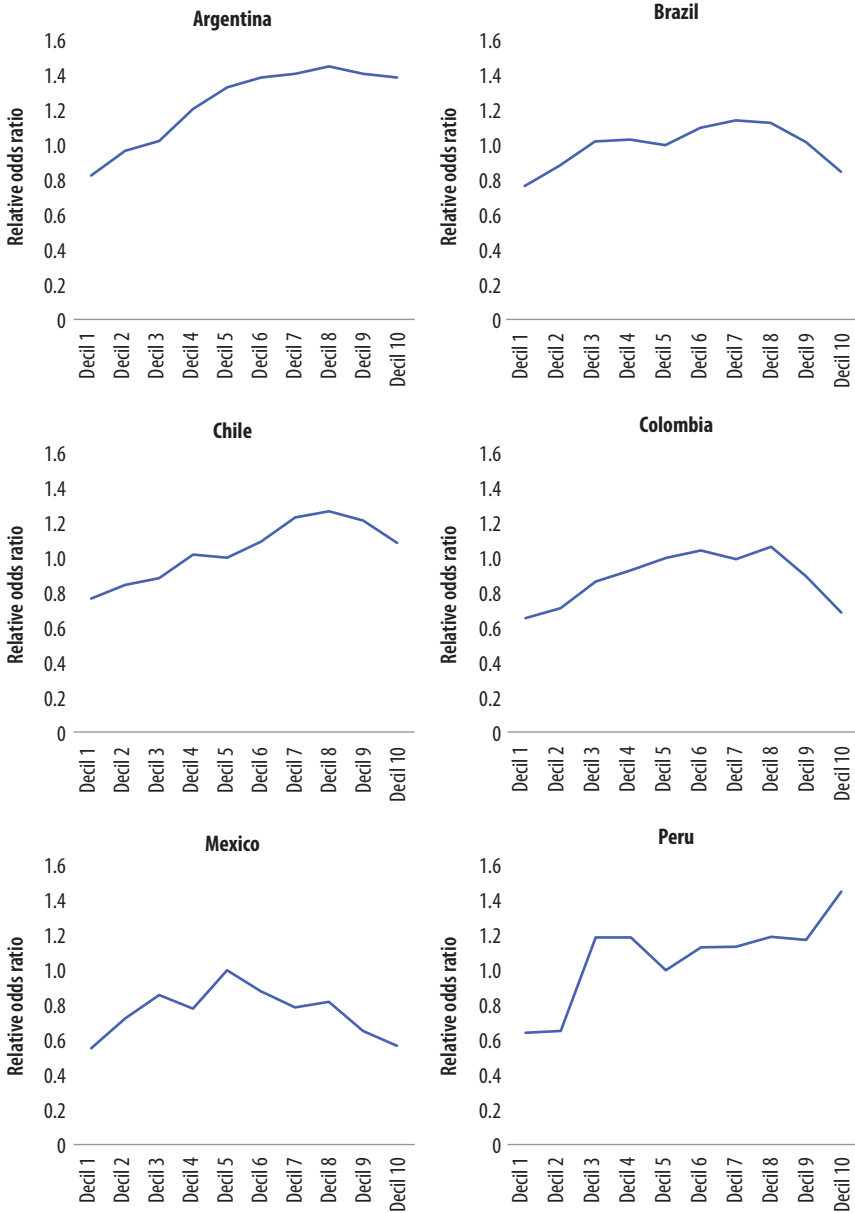 Argentina
Relative odds ratio
1.6
1.4
1.2
1.0
0.8
0.6
0.4
0.2
0
Decil 1
Decil 2
Decil 3
Decil 4
Decil 5
Decil 6
Decil 7
Decil 8
Decil 9
Decil 10
Brazil
Relative odds ratio
1.6
1.4
1.2
1.0
0.8
0.6
0.4
0.2
0
Decil 1
Decil 2
Decil 3
Decil 4
Decil 5
Decil 6
Decil 7
Decil 8
Decil 9
Decil 10
Chile
Relative odds ratio
1.6
1.4
1.2
1.0
0.8
0.6
0.4
0.2
0
Decil 1
Decil 2
Decil 3
Decil 4
Decil 5
Decil 6
Decil 7
Decil 8
Decil 9
Decil 10
Colombia
Relative odds ratio
1.6
1.4
1.2
1.0
0.8
0.6
0.4
0.2
0
Decil 1
Decil 2
Decil 3
Decil 4
Decil 5
Decil 6
Decil 7
Decil 8
Decil 9
Decil 10
Mexico
Relative odds ratio
1.6
1.4
1.2
1.0
0.8
0.6
0.4
0.2
0
Decil 1
Decil 2
Decil 3
Decil 4
Decil 5
Decil 6
Decil 7
Decil 8
Decil 9
Decil 10
Peru
Relative odds ratio
1.6
1.4
1.2
1.0
0.8
0.6
0.4
0.2
0
Decil 1
Decil 2
Decil 3
Decil 4
Decil 5
Decil 6
Decil 7
Decil 8
Decil 9
Decil 10